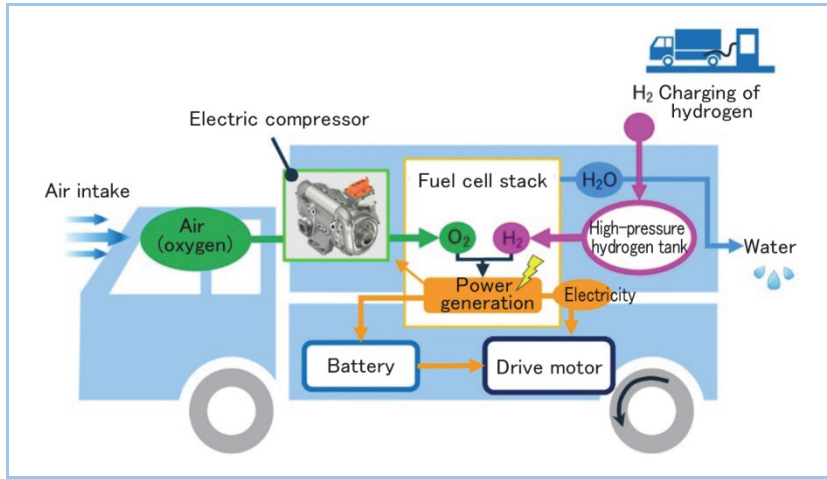 H₂ Charging of
hydrogen
Electric compressor
Air intake
Fuel cell stack
H₂O
Air
(oxygen)
O₂
H₂
High-pressure
hydrogen tank
Water
Power
generation
Electricity
Battery
Drive motor